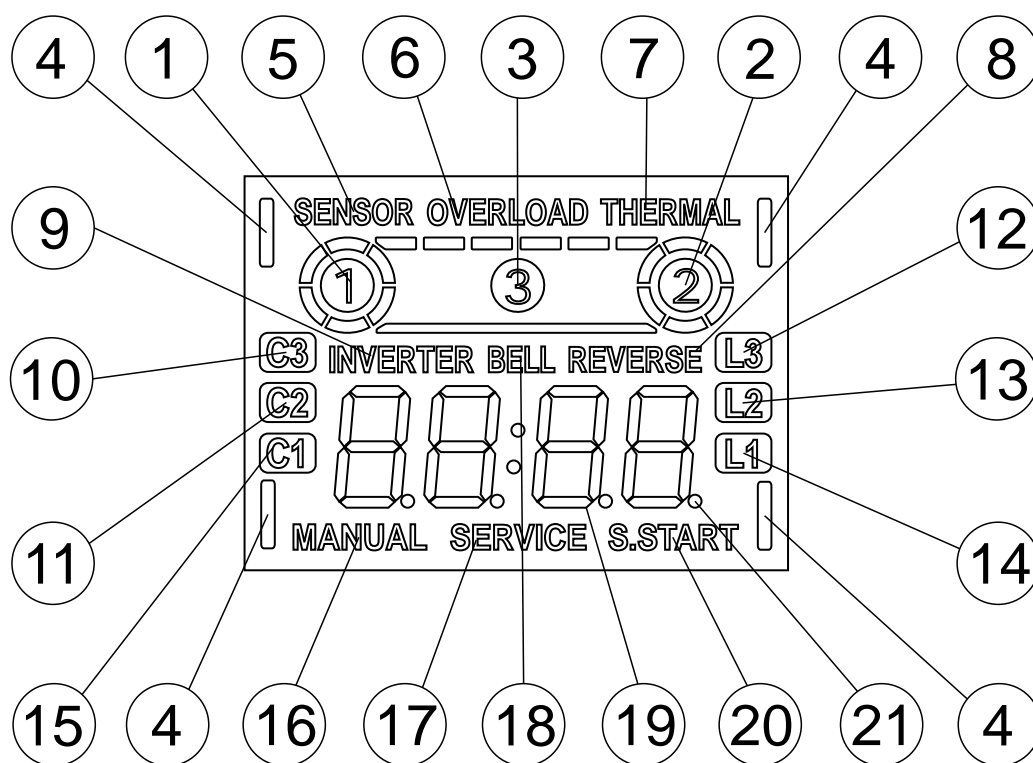 4 1 5 6 3 7 2 4 8
SENSOR OVERLOAD THERMAL
9 12
1 3 2
C3 INVERTER BELL REVERSE L3
10 13
C2 L2
C1 88:88 L1
MANUAL SERVICE S.START
11 14
15 4 16 17 18 19 20 21 4